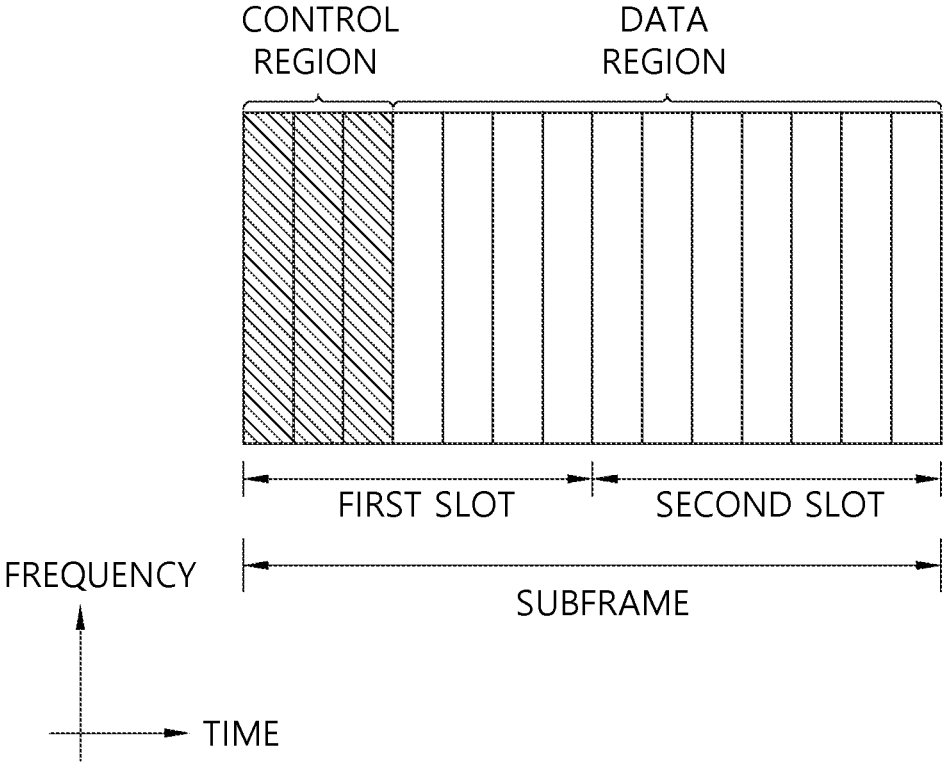 CONTROL
REGION
DATA
REGION
FIRST SLOT
SECOND SLOT
SUBFRAME
FREQUENCY
TIME